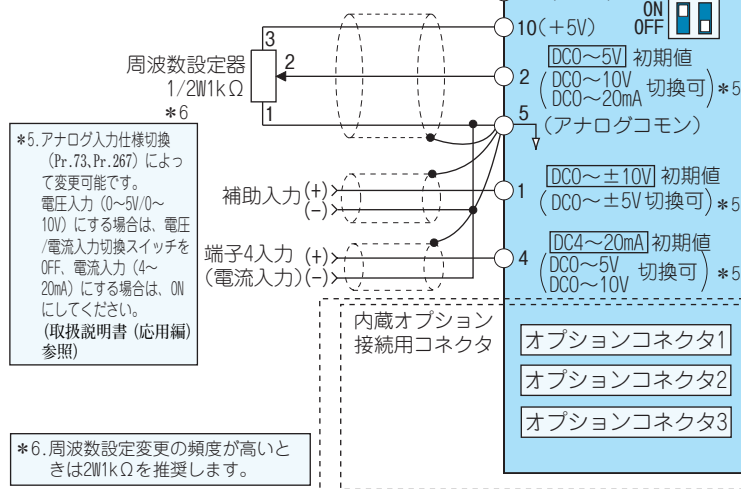 ON
OFF
10(+5V)
3
2
1
周波数設定器
1/2W1kΩ
*6
DC0～5V 初期値
2 (DC0～10V
DC0～20mA 切換可)*5
5
(アナログコモン)
*5.アナログ入力仕様切換
(Pr.73,Pr.267)によっ
て変更可能です。
電圧入力(0～5V/0～
10V)にする場合は、電圧
/電流入力切換スイッチを
OFF、電流入力(4～
20mA)にする場合は、ON
にしてください。
(取扱説明書(応用編)
参照)
補助入力 (+)
(-)
DC0～±10V 初期値
1 (DC0～±5V切換可)*5
端子4入力 (+)
(電流入力)(-)
DC4～20mA 初期値
4 (DC0～5V
DC0～10V 切換可)*5
内蔵オプション
接続用コネクタ
オプションコネクタ1
オプションコネクタ2
オプションコネクタ3
*6.周波数設定変更の頻度が高いと
きは2W1kΩを推奨します。